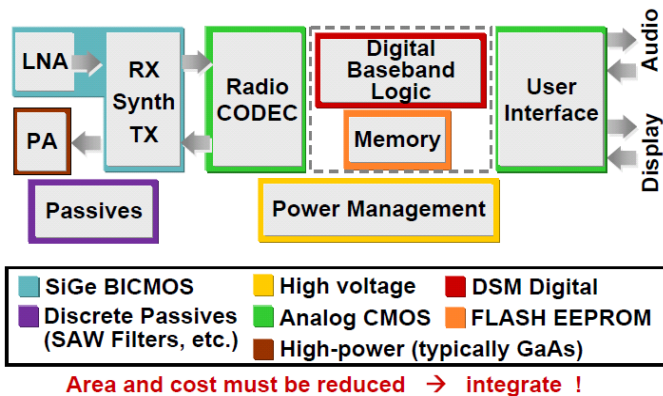 LNA
RX
Synth
TX
PA
Radio
CODEC
Digital
Baseband
Logic
Memory
User
Interface
Audio
Display
Passives
Power Management
SiGe BICMOS
High voltage
DSM Digital
Discrete Passives
(SAW Filters, etc.)
Analog CMOS
FLASH EEPROM
High-power (typically GaAs)
Area and cost must be reduced → integrate !